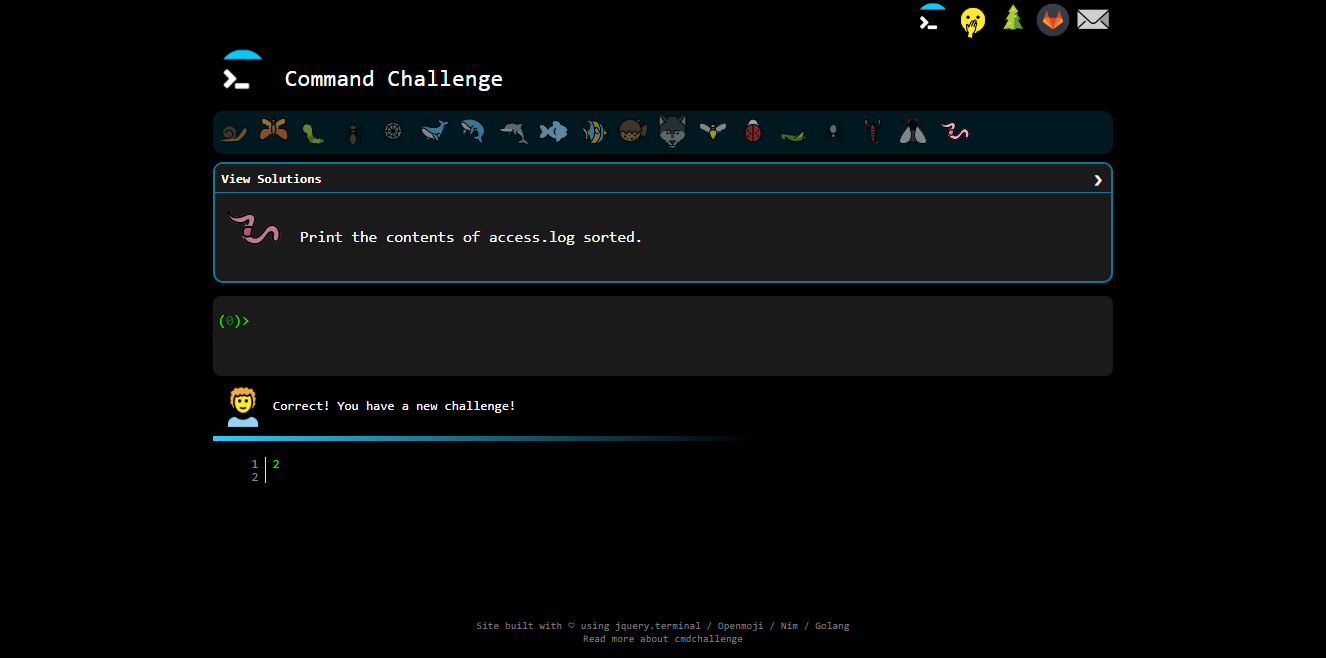 Command Challenge
View Solutions
Print the contents of access.log sorted.
(0)>
Correct! You have a new challenge!
1 2
2
Site built with ♡ using jquery.terminal / Openmoji / Nim / Golang
Read more about cmdchallenge